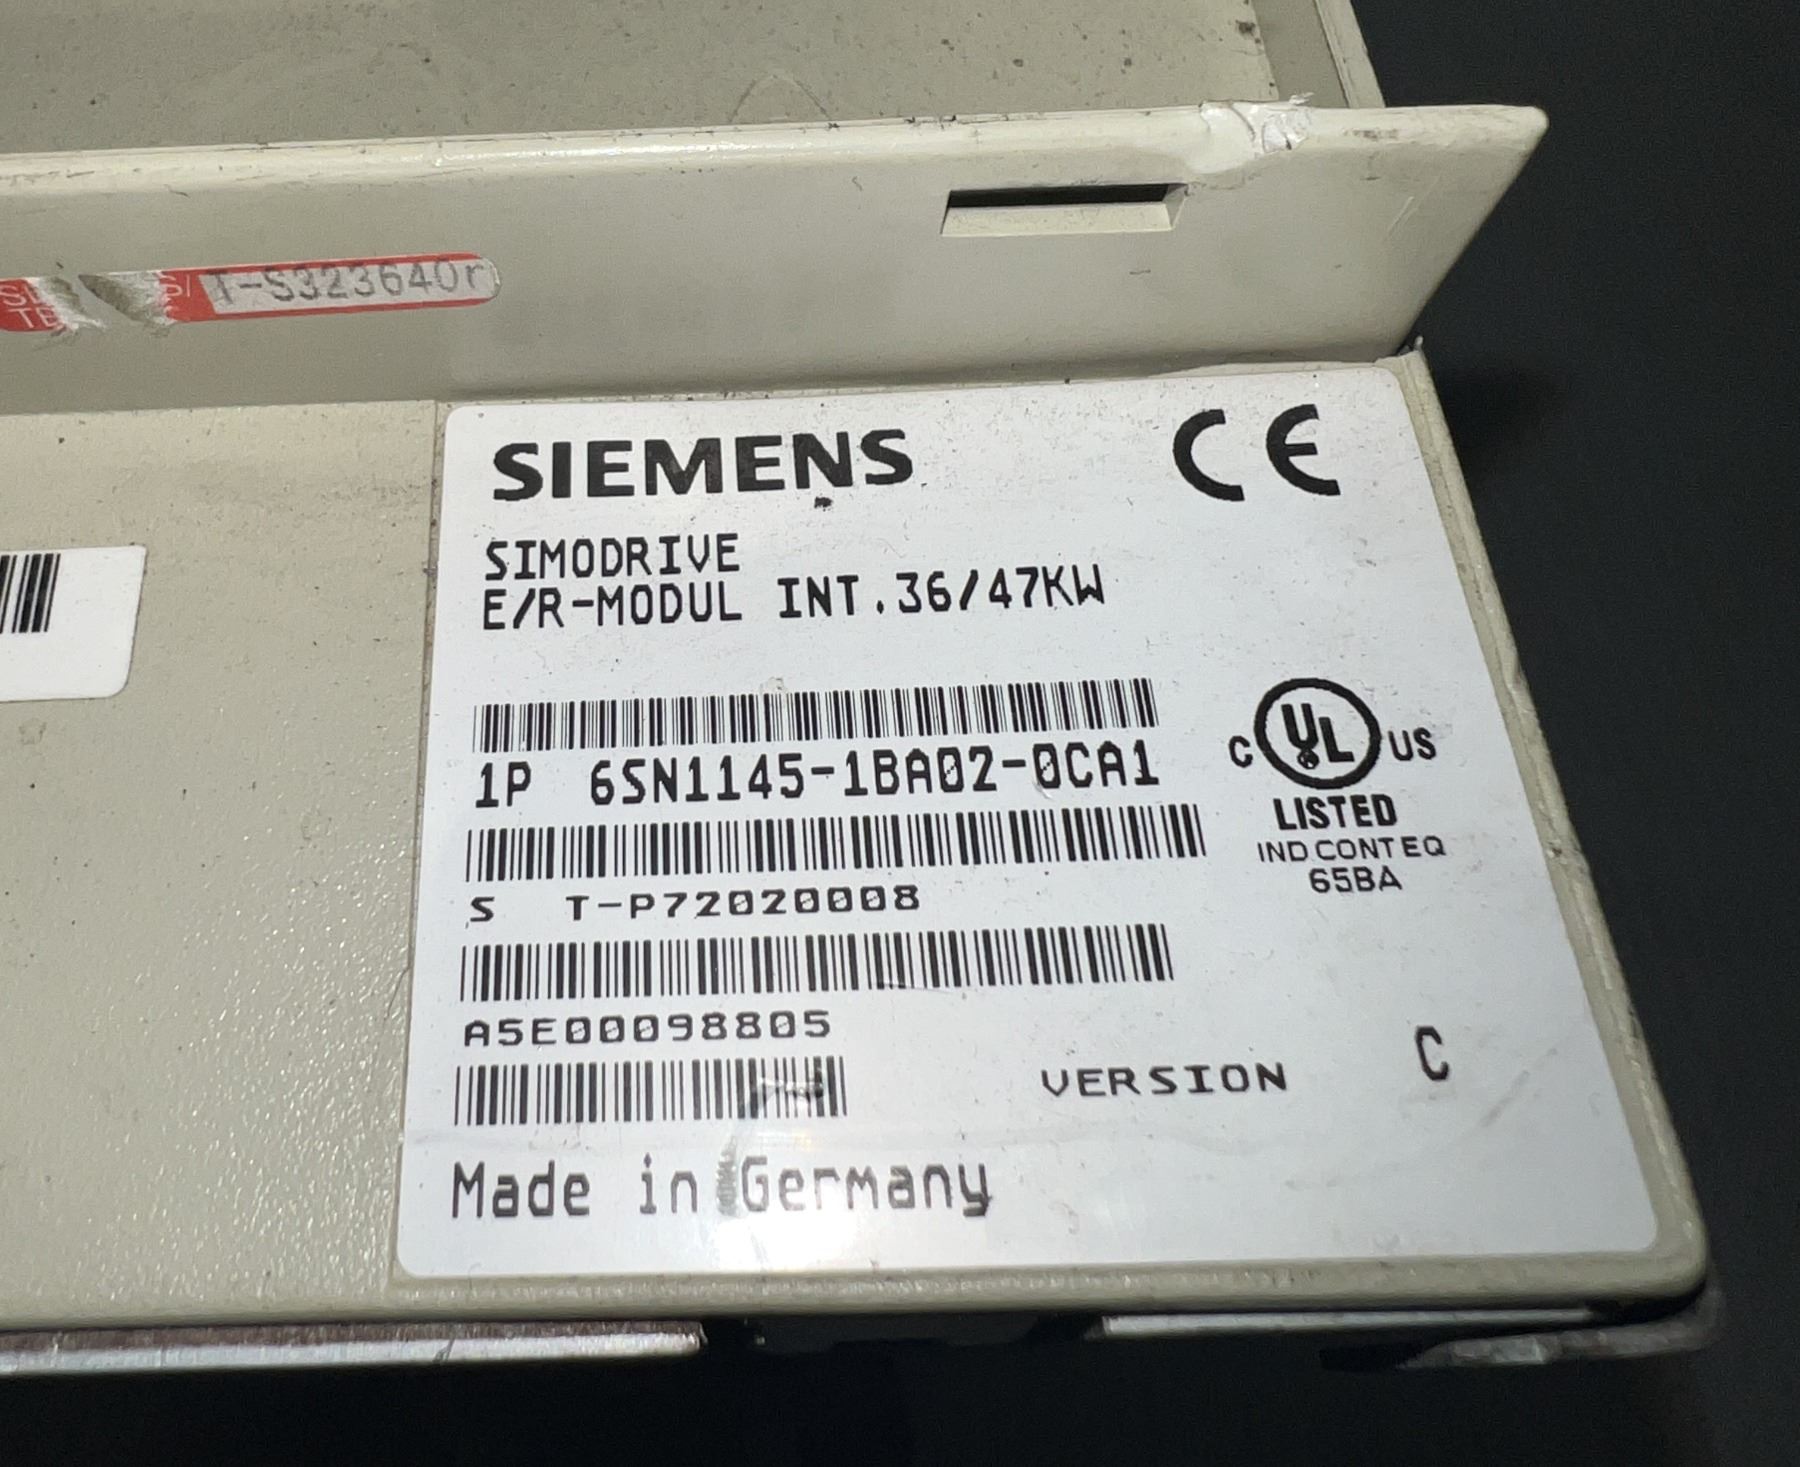 T-S323640r
SIEMENS CE
SIMODRIVE
E/R-MODUL INT.36/47KW
1P 6SN1145-1BA02-0CA1
C UL US
LISTED
IND CONT EQ
65BA
S T-P72020008
A5E00098805
VERSION C
Made in Germany